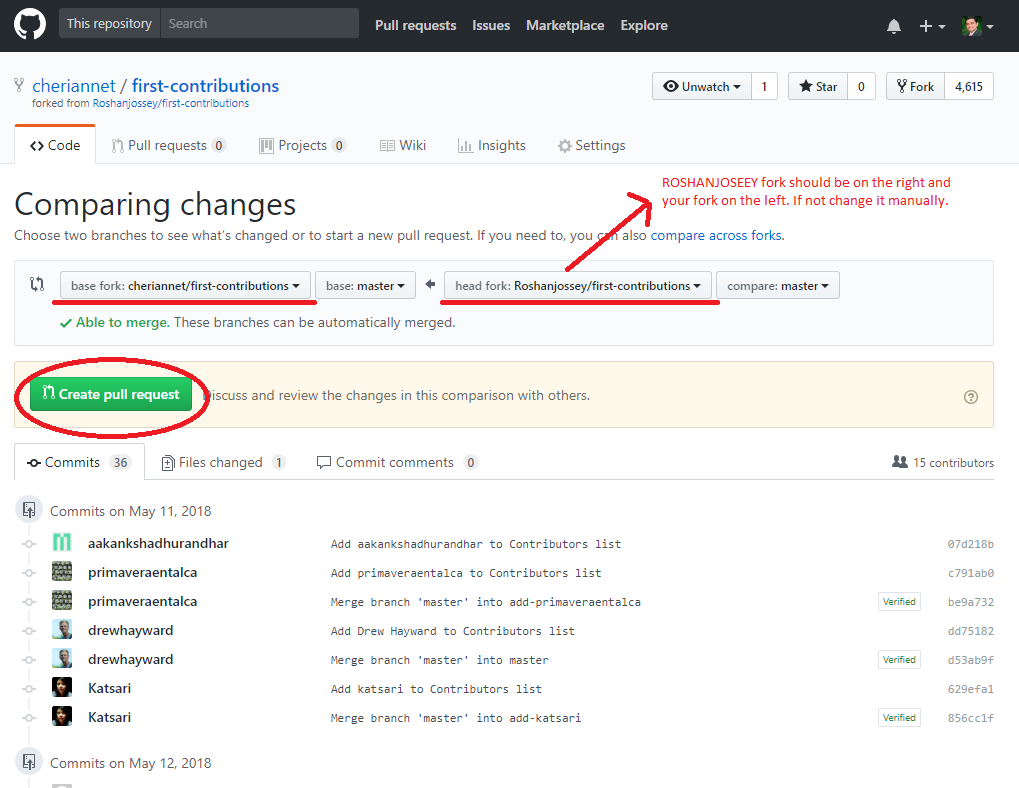 This repository Search Pull requests Issues Marketplace Explore
cheriannet / first-contributions Unwatch 1 Star 0 Fork 4,615
forked from Roshanjossey/first-contributions
Code Pull requests 0 Projects 0 Wiki Insights Settings
ROSHANJOSEEY fork should be on the right and
your fork on the left. If not change it manually.
Comparing changes
Choose two branches to see what's changed or to start a new pull request. If you need to, you can also compare across forks.
base fork: cheriannet/first-contributions base: master head fork: Roshanjossey/first-contributions compare: master
Able to merge. These branches can be automatically merged.
Create pull request Discuss and review the changes in this comparison with others.
Commits 36 Files changed 1 Commit comments 0 15 contributors
Commits on May 11, 2018
aakankshadhurandhar Add aakankshadhurandhar to Contributors list 07d218b
primaveraentalca Add primaveraentalca to Contributors list c791ab0
primaveraentalca Merge branch 'master' into add-primaveraentalca Verified be9a732
drewhayward Add Drew Hayward to Contributors list dd75182
drewhayward Merge branch 'master' into master Verified d53ab9f
Katsari Add katsari to Contributors list 629efa1
Katsari Merge branch 'master' into add-katsari Verified 856cc1f
Commits on May 12, 2018